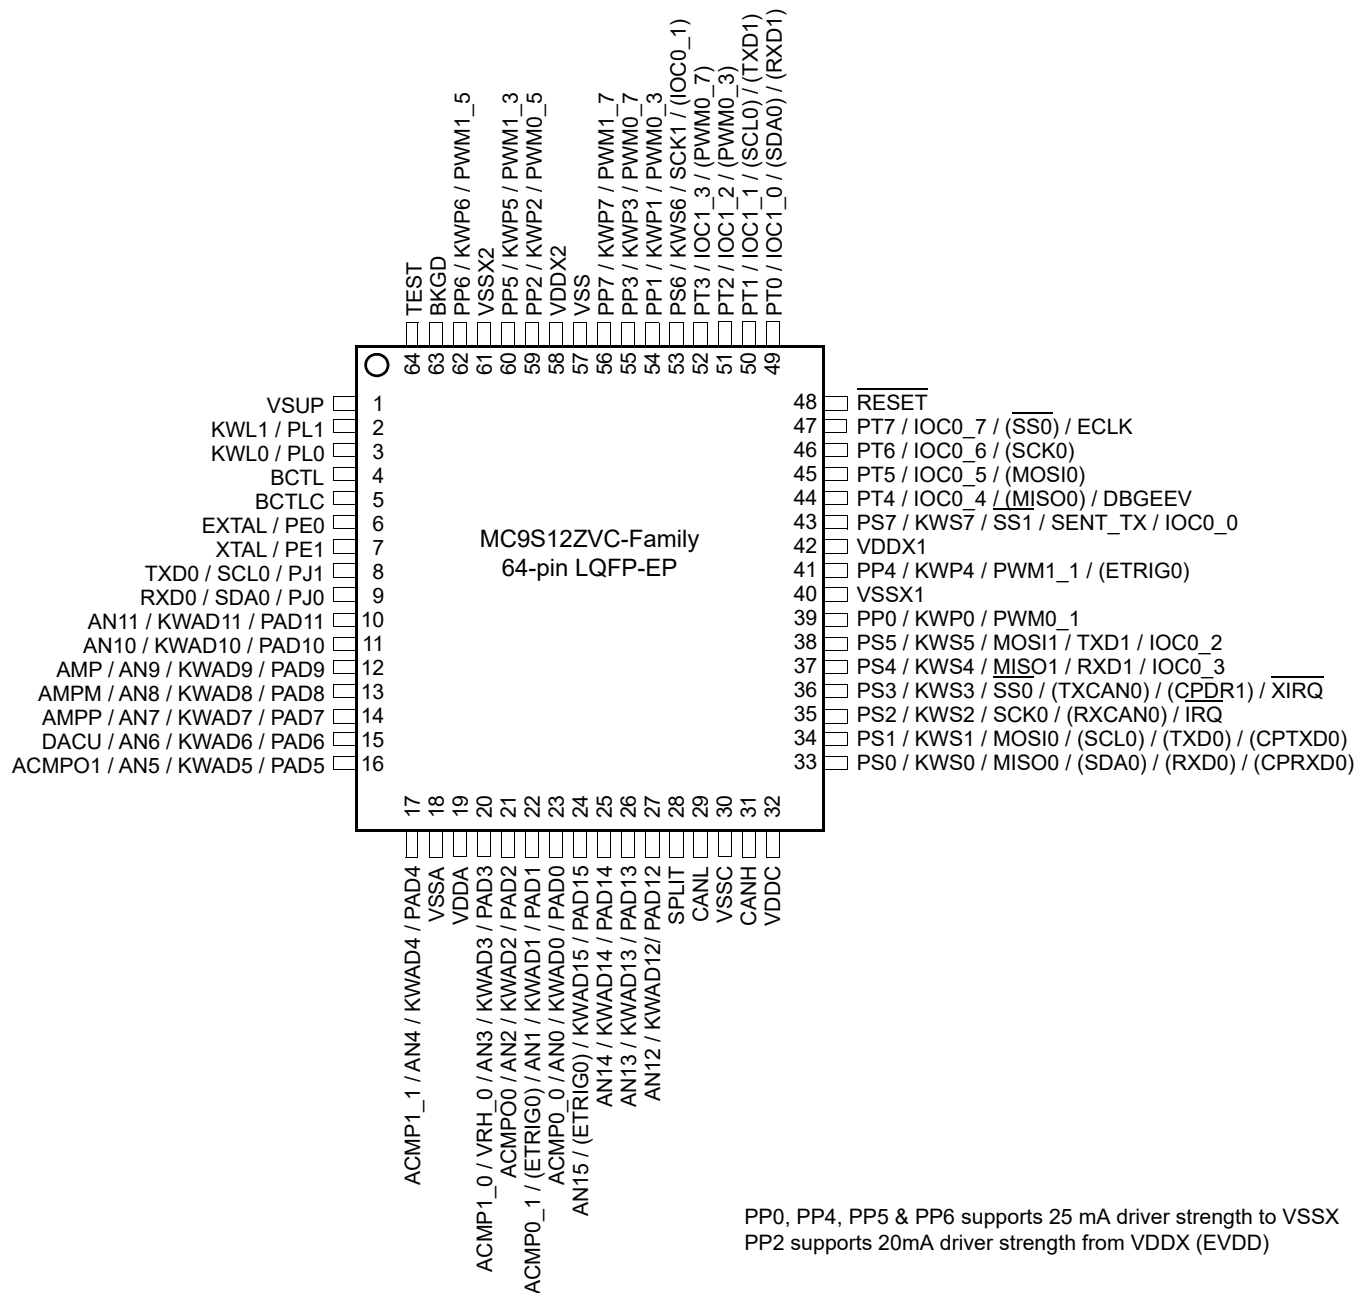 TEST
BKGD
PP6 / KWP6 / PWM1_5
VSSX2
PP5 / KWP5 / PWM1_3
PP2 / KWP2 / PWM0_5
VDDX2
VSS
PP7 / KWP7 / PWM1_7
PP3 / KWP3 / PWM0_7
PP1 / KWP1 / PWM0_3
PS6 / KWS6 / SCK1 / (IOC0_1)
PT3 / IOC1_3 / (PWM0_7)
PT2 / IOC1_2 / (PWM0_3)
PT1 / IOC1_1 / (SCL0) / (TXD1)
PT0 / IOC1_0 / (SDA0) / (RXD1)
64 63 62 61 60 59 58 57 56 55 54 53 52 51 50 49
VSUP 1
KWL1 / PL1 2
KWL0 / PL0 3
BCTL 4
BCTLC 5
EXTAL / PE0 6
XTAL / PE1 7
TXD0 / SCL0 / PJ1 8
RXD0 / SDA0 / PJ0 9
AN11 / KWAD11 / PAD11 10
AN10 / KWAD10 / PAD10 11
AMP / AN9 / KWAD9 / PAD9 12
AMPM / AN8 / KWAD8 / PAD8 13
AMPP / AN7 / KWAD7 / PAD7 14
DACU / AN6 / KWAD6 / PAD6 15
ACMPO1 / AN5 / KWAD5 / PAD5 16
MC9S12ZVC-Family
64-pin LQFP-EP
48 RESET
47 PT7 / IOC0_7 / (SS0) / ECLK
46 PT6 / IOC0_6 / (SCK0)
45 PT5 / IOC0_5 / (MOSI0)
44 PT4 / IOC0_4 / (MISO0) / DBGEEV
43 PS7 / KWS7 / SS1 / SENT_TX / IOC0_0
42 VDDX1
41 PP4 / KWP4 / PWM1_1 / (ETRIG0)
40 VSSX1
39 PP0 / KWP0 / PWM0_1
38 PS5 / KWS5 / MOSI1 / TXD1 / IOC0_2
37 PS4 / KWS4 / MISO1 / RXD1 / IOC0_3
36 PS3 / KWS3 / SS0 / (TXCAN0) / (CPDR1) / XIRQ
35 PS2 / KWS2 / SCK0 / (RXCAN0) / IRQ
34 PS1 / KWS1 / MOSI0 / (SCL0) / (TXD0) / (CPTXD0)
33 PS0 / KWS0 / MISO0 / (SDA0) / (RXD0) / (CPRXD0)
17 18 19 20 21 22 23 24 25 26 27 28 29 30 31 32
ACMP1_1 / AN4 / KWAD4 / PAD4
VSSA
VDDA
ACMP1_0 / VRH_0 / AN3 / KWAD3 / PAD3
ACMPO0 / AN2 / KWAD2 / PAD2
ACMP0_1 / (ETRIG0) / AN1 / KWAD1 / PAD1
ACMP0_0 / AN0 / KWAD0 / PAD0
AN15 / (ETRIG0) / KWAD15 / PAD15
AN14 / KWAD14 / PAD14
AN13 / KWAD13 / PAD13
AN12 / KWAD12/ PAD12
SPLIT
CANL
VSSC
CANH
VDDC
PP0, PP4, PP5 & PP6 supports 25 mA driver strength to VSSX
PP2 supports 20mA driver strength from VDDX (EVDD)